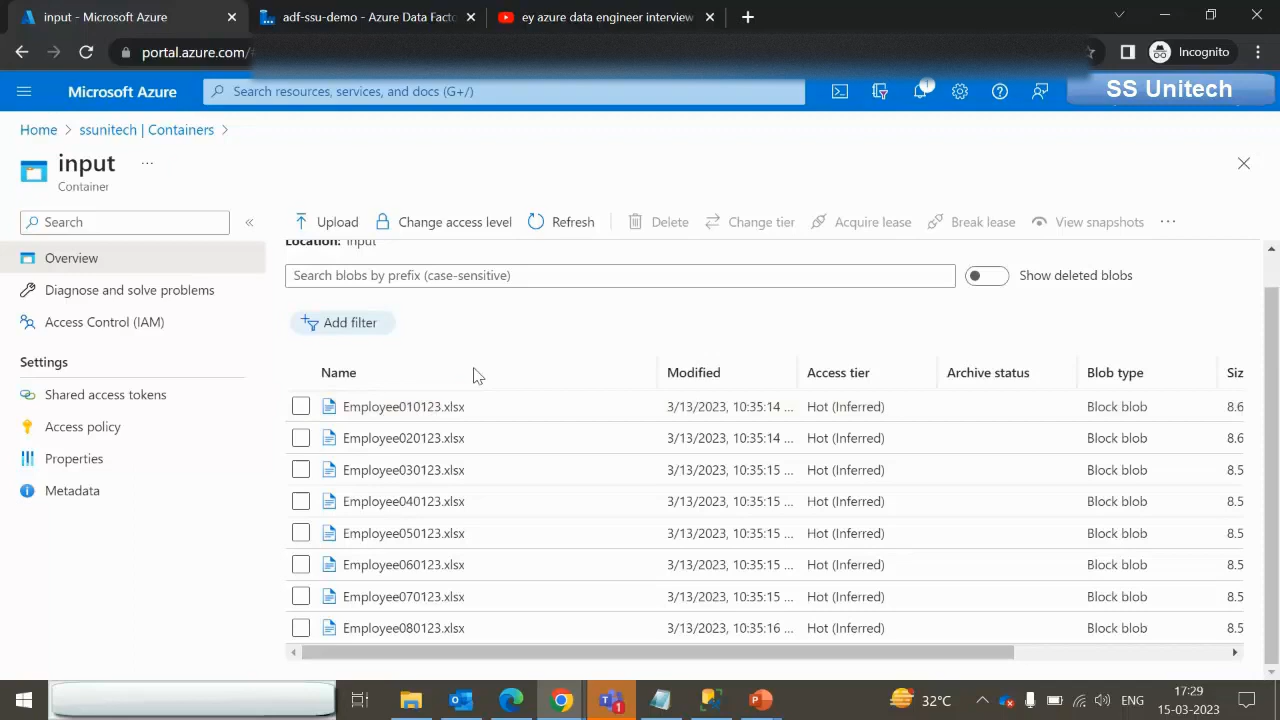 input - Microsoft Azure
adf-ssu-demo - Azure Data Facto
ey azure data engineer interview
portal.azure.com/
Incognito
Microsoft Azure
Search resources, services, and docs (G+/)
1
SS Unitech
Home > ssunitech | Containers >
input
...
Container
Search
«
Upload
Change access level
Refresh
Delete
Change tier
Acquire lease
Break lease
View snapshots
...
Location: input
Overview
Search blobs by prefix (case-sensitive)
Show deleted blobs
Diagnose and solve problems
Access Control (IAM)
Add filter
Settings
Name Modified Access tier Archive status Blob type Siz
Shared access tokens
Access policy
Properties
Metadata
Employee010123.xlsx 3/13/2023, 10:35:14 ... Hot (Inferred) Block blob 8.6
Employee020123.xlsx 3/13/2023, 10:35:14 ... Hot (Inferred) Block blob 8.6
Employee030123.xlsx 3/13/2023, 10:35:15 ... Hot (Inferred) Block blob 8.5
Employee040123.xlsx 3/13/2023, 10:35:15 ... Hot (Inferred) Block blob 8.5
Employee050123.xlsx 3/13/2023, 10:35:15 ... Hot (Inferred) Block blob 8.5
Employee060123.xlsx 3/13/2023, 10:35:15 ... Hot (Inferred) Block blob 8.5
Employee070123.xlsx 3/13/2023, 10:35:15 ... Hot (Inferred) Block blob 8.5
Employee080123.xlsx 3/13/2023, 10:35:16 ... Hot (Inferred) Block blob 8.5
1
32°C
ENG
17:29
15-03-2023